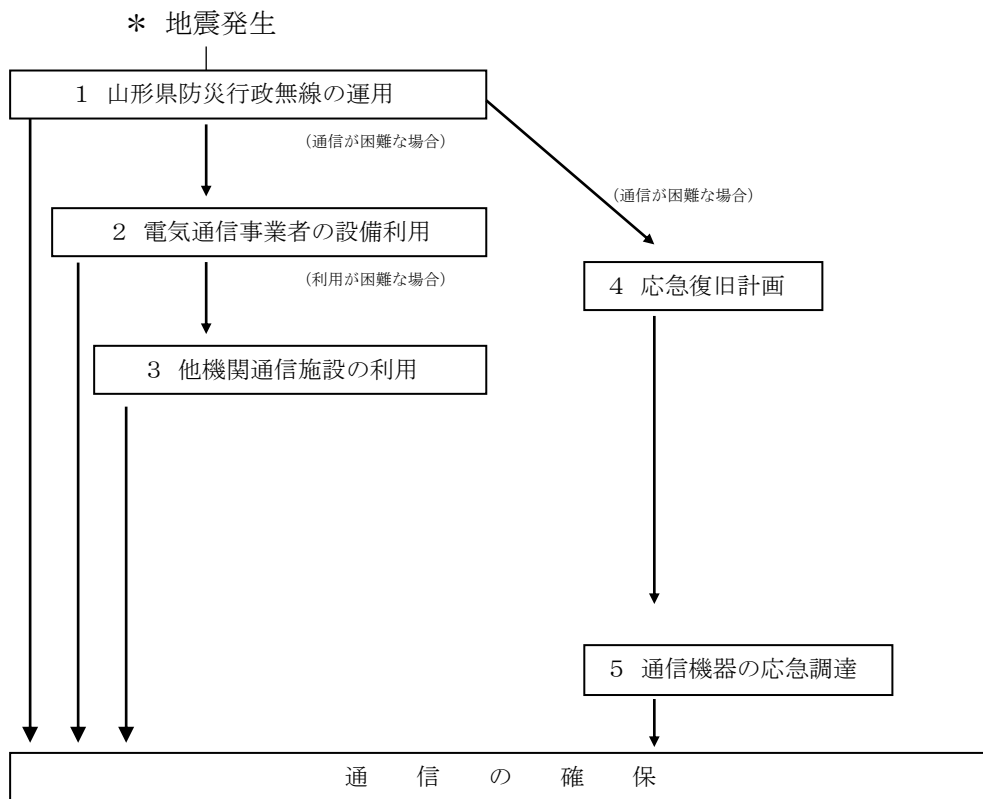 ＊ 地震発生
１ 山形県防災行政無線の運用
（通信が困難な場合）
（通信が困難な場合）
２ 電気通信事業者の設備利用
（利用が困難な場合）
４ 応急復旧計画
３ 他機関通信施設の利用
５ 通信機器の応急調達
通 信 の 確 保